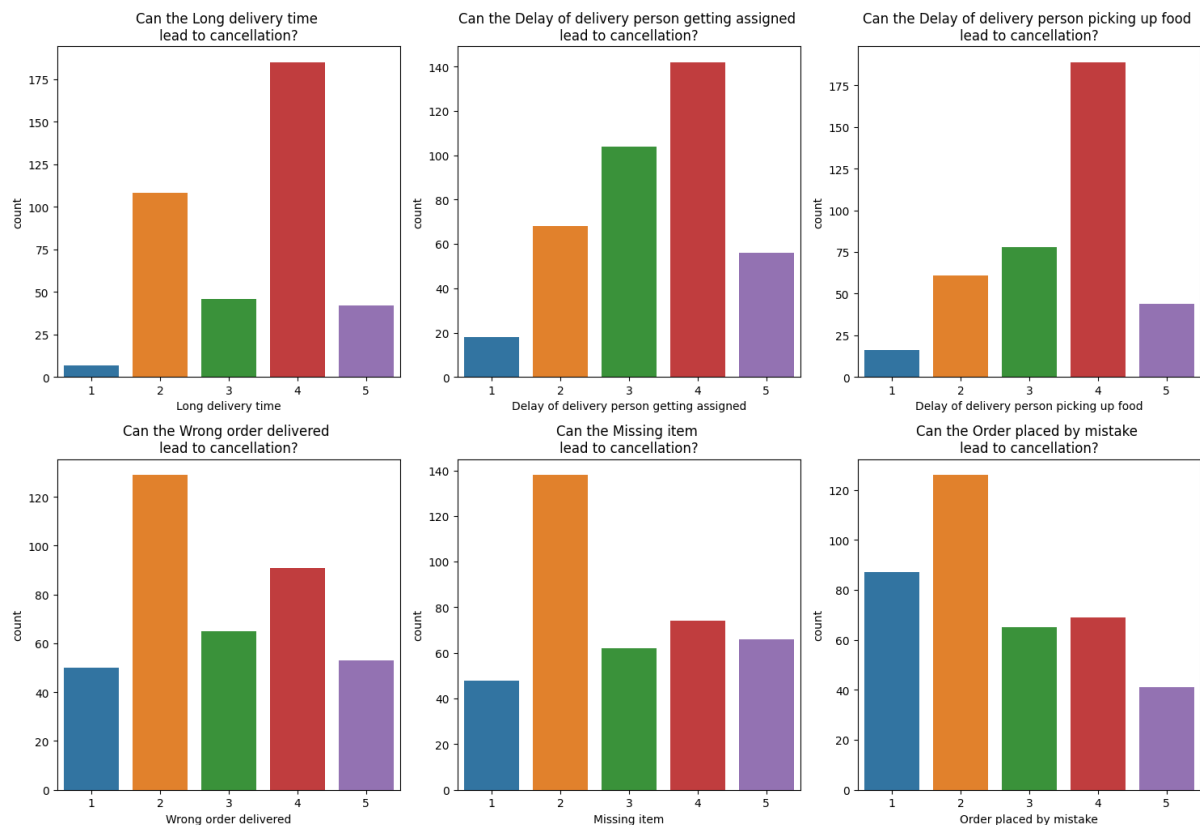 Can the Long delivery time
lead to cancellation?
count
175
150
125
100
75
50
25
0
1 2 3 4 5
Long delivery time
Can the Delay of delivery person getting assigned
lead to cancellation?
count
140
120
100
80
60
40
20
0
1 2 3 4 5
Delay of delivery person getting assigned
Can the Delay of delivery person picking up food
lead to cancellation?
count
175
150
125
100
75
50
25
0
1 2 3 4 5
Delay of delivery person picking up food
Can the Wrong order delivered
lead to cancellation?
count
120
100
80
60
40
20
0
1 2 3 4 5
Wrong order delivered
Can the Missing item
lead to cancellation?
count
140
120
100
80
60
40
20
0
1 2 3 4 5
Missing item
Can the Order placed by mistake
lead to cancellation?
count
120
100
80
60
40
20
0
1 2 3 4 5
Order placed by mistake